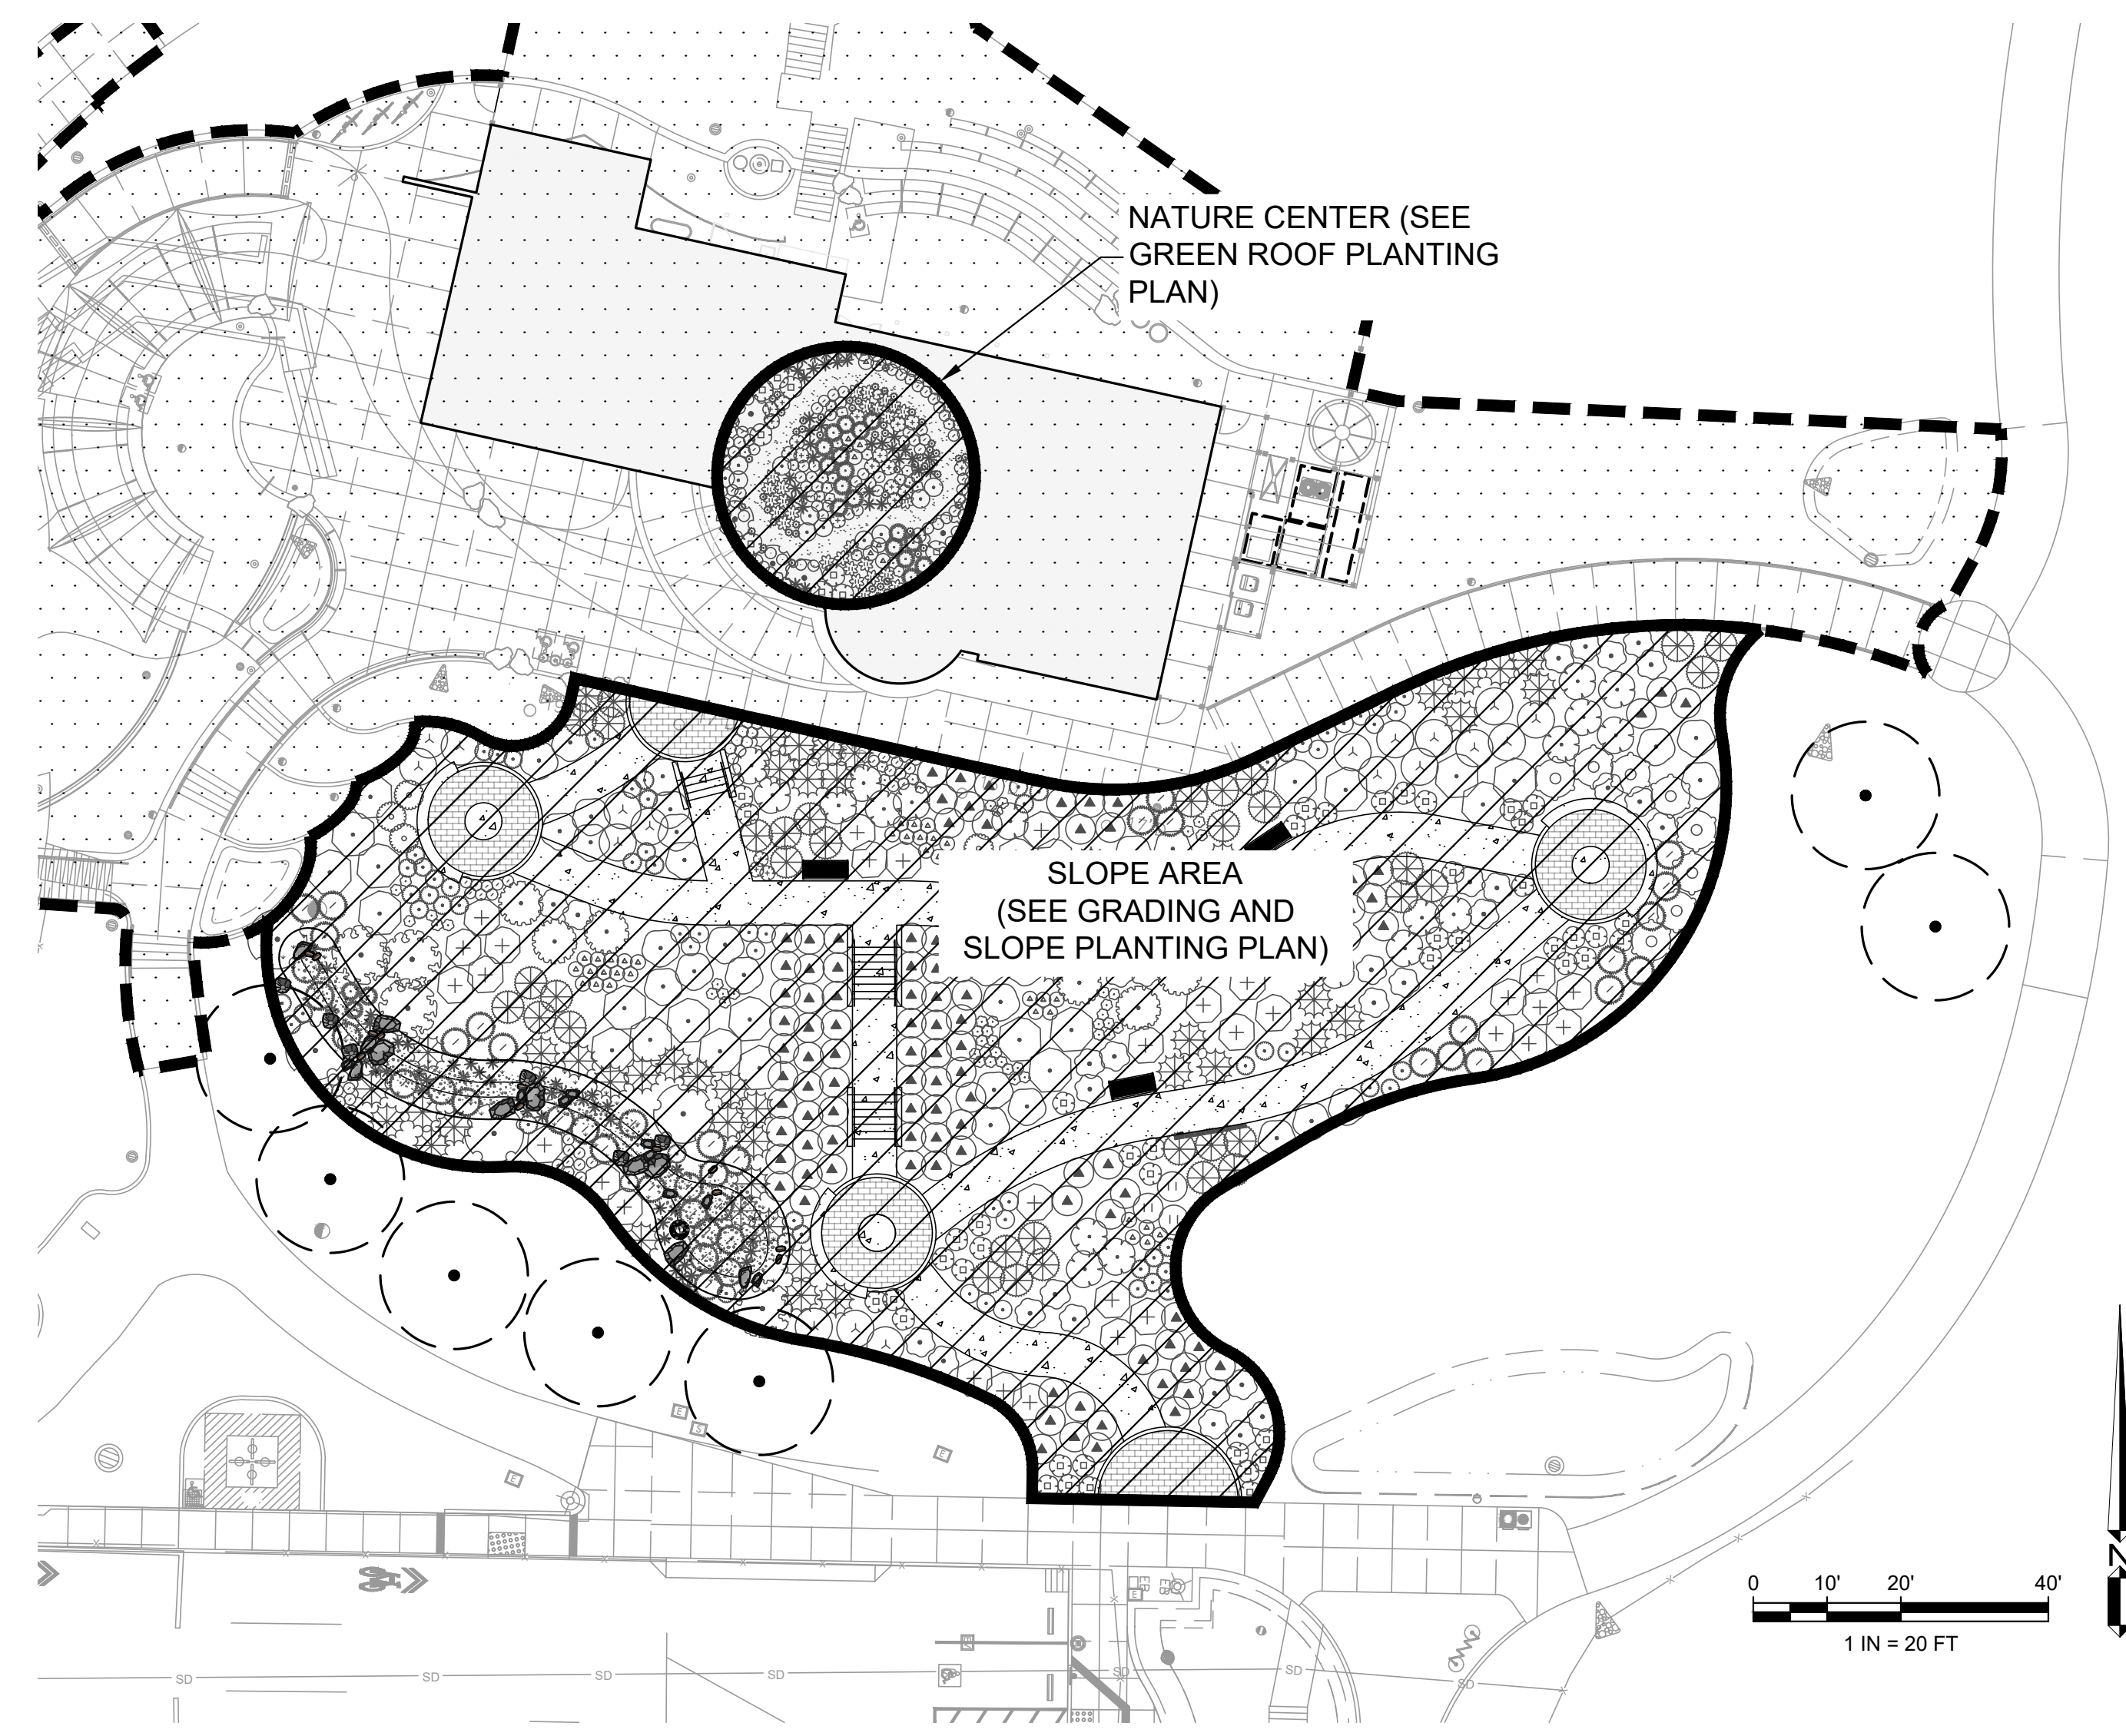 NATURE CENTER (SEE
GREEN ROOF PLANTING
PLAN)
SLOPE AREA
(SEE GRADING AND
SLOPE PLANTING PLAN)
E
S
E
E
E
0 10' 20' 40'
1 IN = 20 FT
N
SD SD SD SD SD SD SD